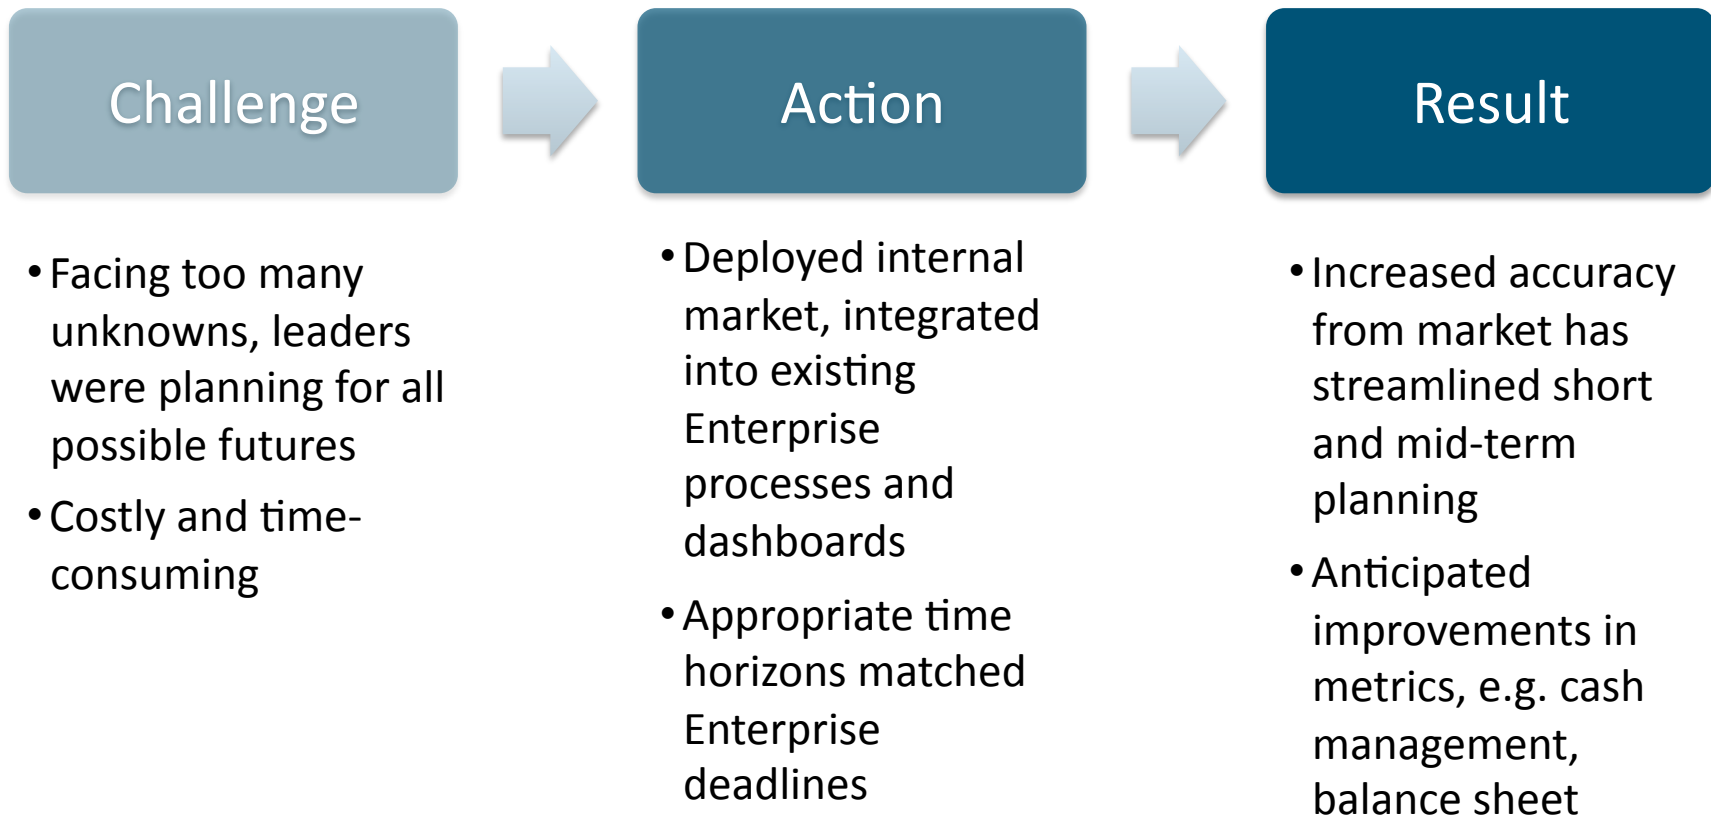 Challenge
Action
Result
•Facing too many
unknowns, leaders
were planning for all
possible futures
•Costly and time-
consuming
•Deployed internal
market, integrated
into existing
Enterprise
processes and
dashboards
•Appropriate time
horizons matched
Enterprise
deadlines
•Increased accuracy
from market has
streamlined short
and mid-term
planning
•Anticipated
improvements in
metrics, e.g. cash
management,
balance sheet